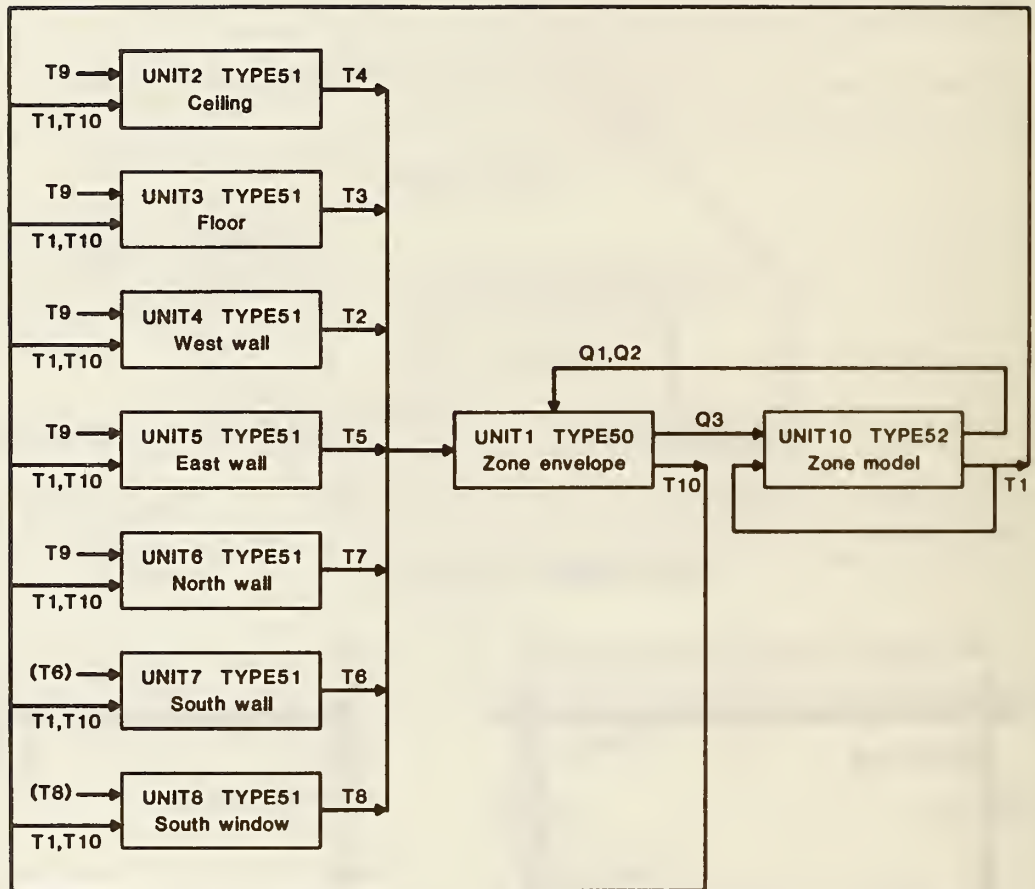 T9
UNIT2 TYPE51
T4
T1,T10
Ceiling
T9
UNIT3 TYPE51
T3
T1,T10
Floor
T9
UNIT4 TYPE51
T2
T1,T10
West wall
T9
UNIT5 TYPE51
T5
T1,T10
East wall
T9
UNIT6 TYPE51
T7
T1,T10
North wall
(T6)
UNIT7 TYPE51
T6
T1,T10
South wall
(T8)
UNIT8 TYPE51
T8
T1,T10
South window
Q1,Q2
UNIT1 TYPE50
Zone envelope
Q3
T10
UNIT10 TYPE52
Zone model
T1